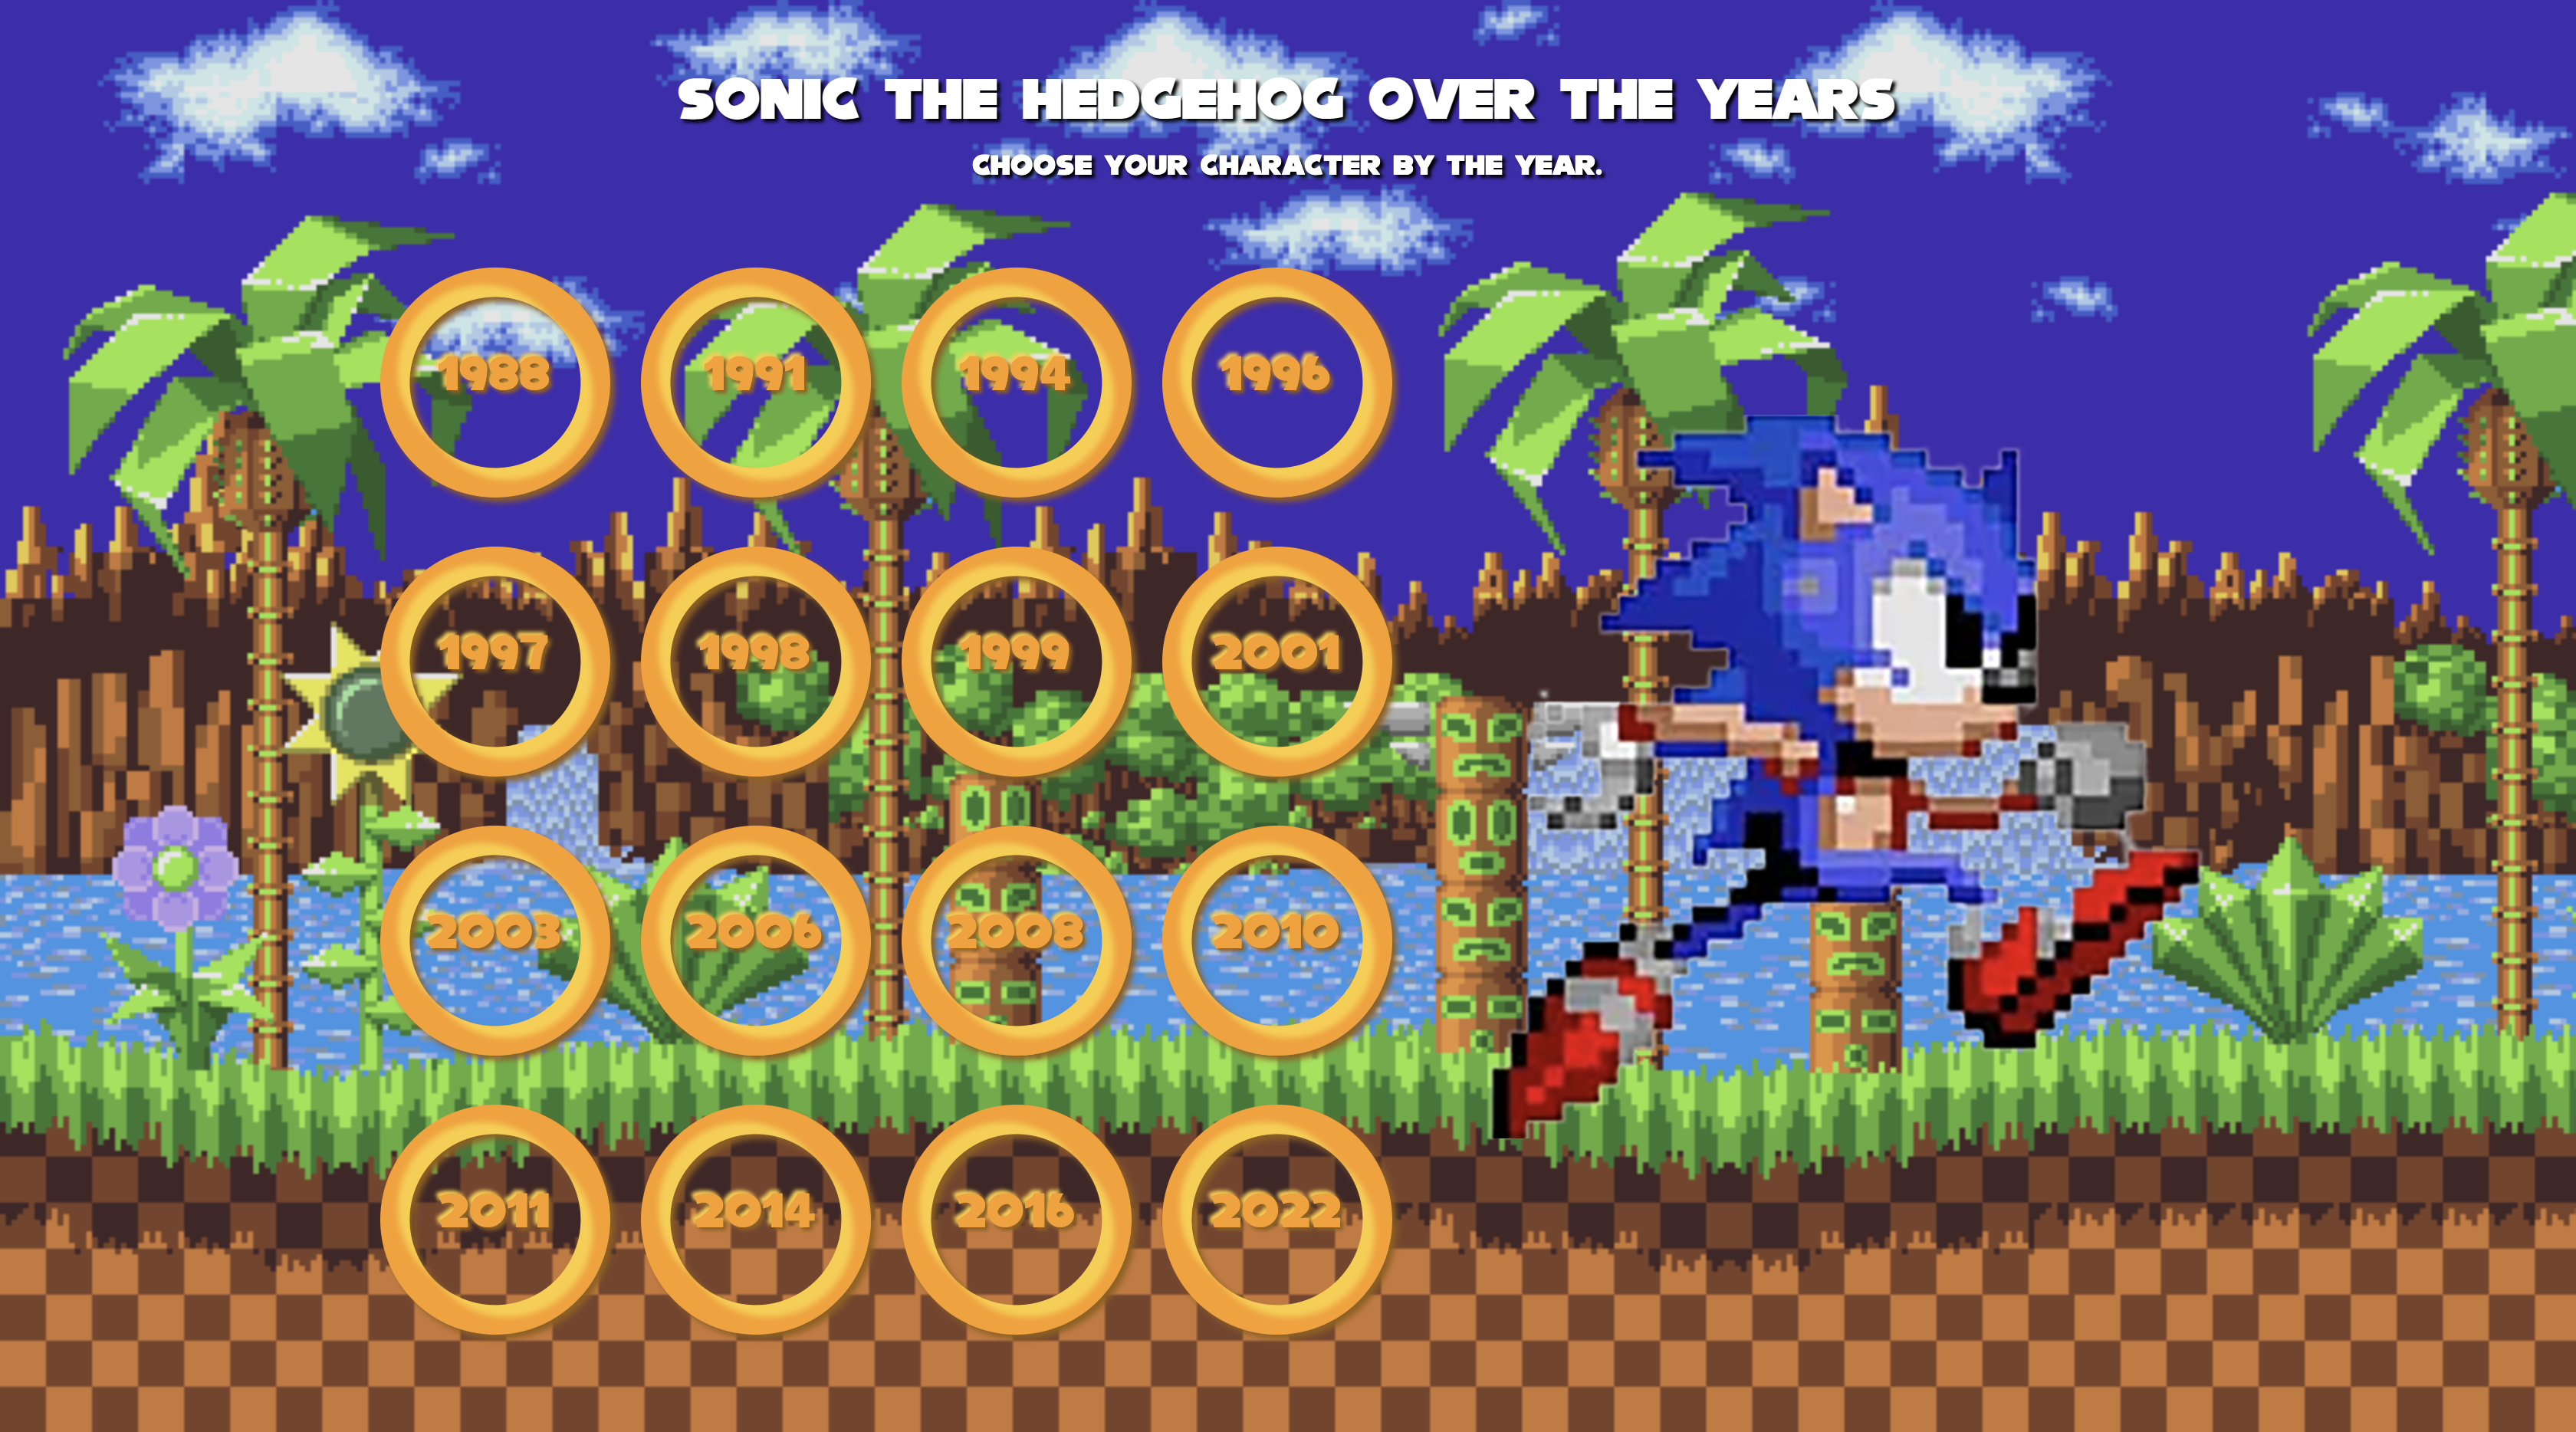 SONIC THE HEDGEHOG OVER THE YEARS
CHOOSE YOUR CHARACTER BY THE YEAR.
1988 1991 1994 1996
1997 1998 1999 2001
2003 2006 2008 2010
2011 2014 2016 2022